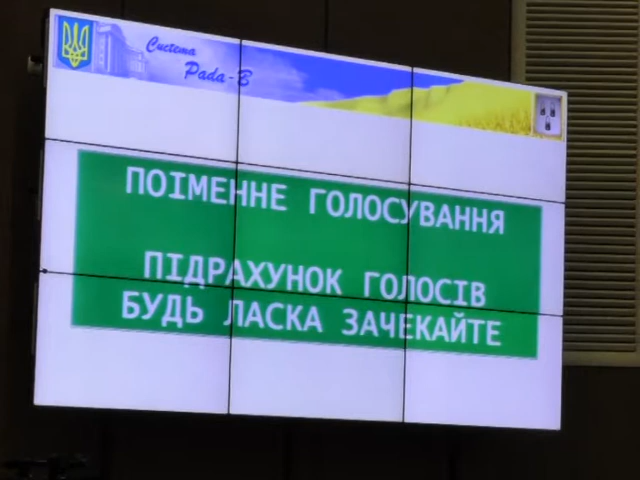 Система
Рада-В
ПОІМЕННЕ ГОЛОСУВАННЯ
ПІДРАХУНОК ГОЛОСІВ
БУДЬ ЛАСКА ЗАЧЕКАЙТЕ